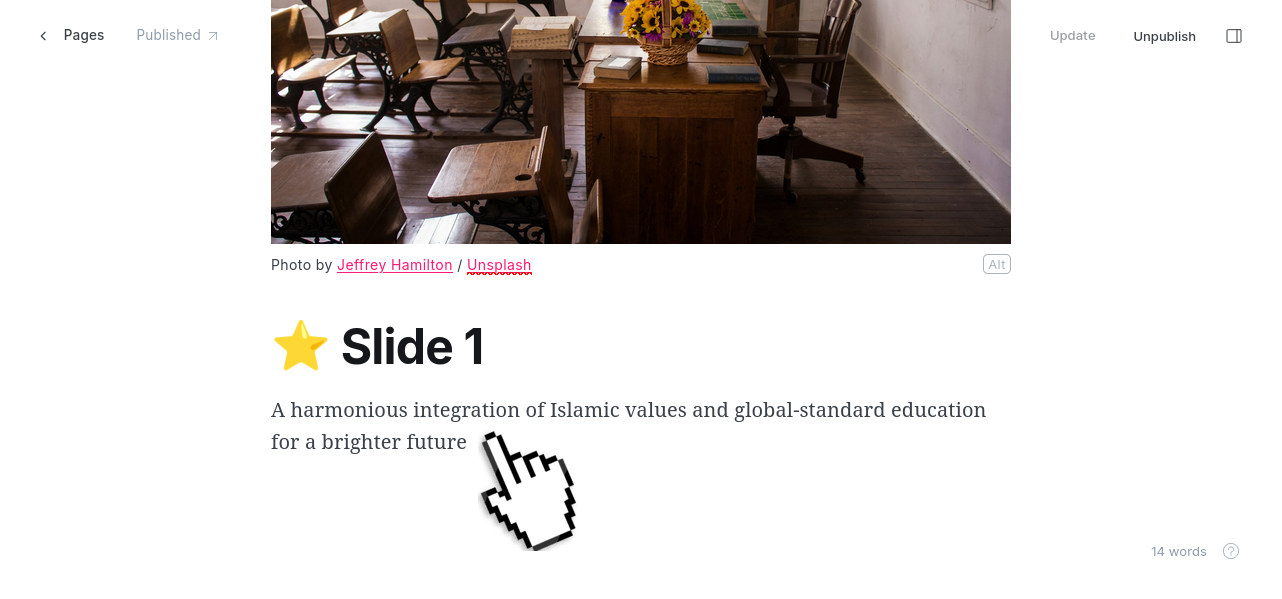 Pages Published Update Unpublish
Photo by Jeffrey Hamilton / Unsplash Alt
⭐ Slide 1
A harmonious integration of Islamic values and global-standard education
for a brighter future
14 words ?